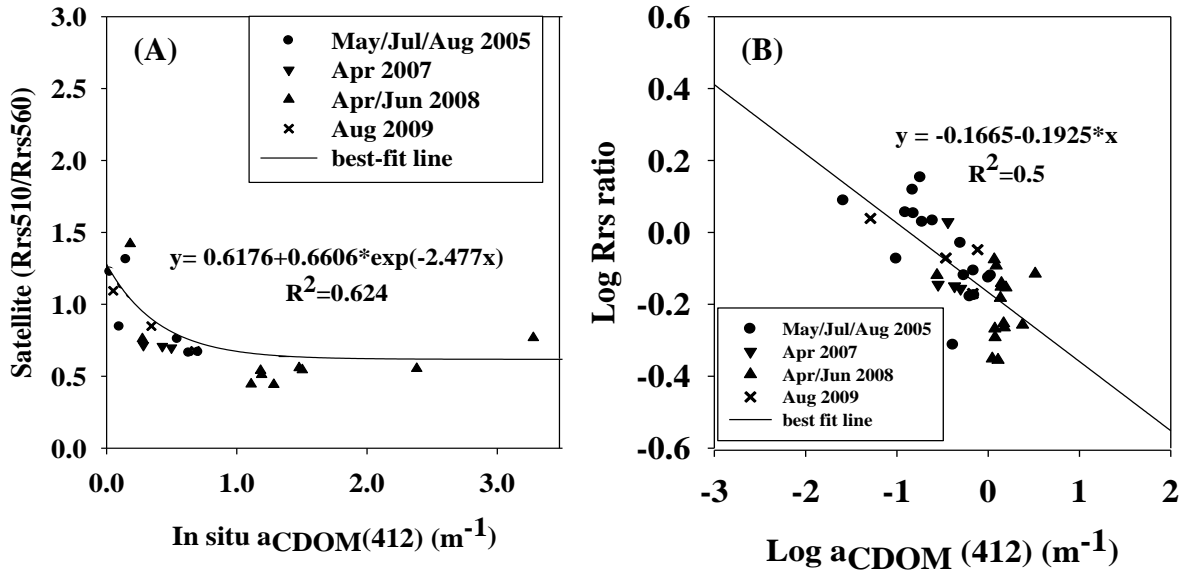 (A)
May/Jul/Aug 2005
Apr 2007
Apr/Jun 2008
Aug 2009
best-fit line
y= 0.6176+0.6606*exp(-2.477x)
R²=0.624
Satellite (Rrs510/Rrs560)
3.0
2.5
2.0
1.5
1.0
0.5
0.0
0.0 1.0 2.0 3.0
In situ aCDOM(412) (m⁻¹)
(B)
y = -0.1665-0.1925*x
R²=0.5
May/Jul/Aug 2005
Apr 2007
Apr/Jun 2008
Aug 2009
best fit line
Log Rrs ratio
0.6
0.4
0.2
0.0
-0.2
-0.4
-0.6
-3 -2 -1 0 1 2
Log aCDOM (412) (m⁻¹)